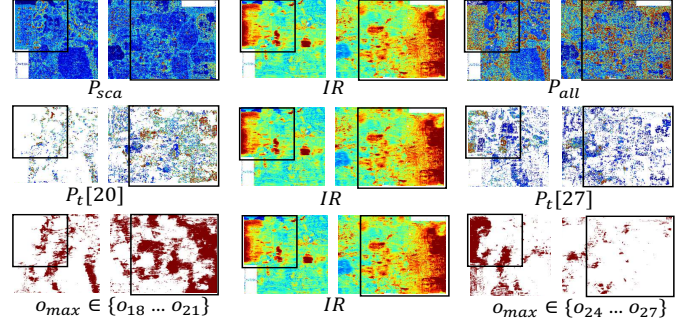 P_sca IR P_all
P_t[20] IR P_t[27]
o_max ∈ {o_18 … o_21} IR o_max ∈ {o_24 … o_27}